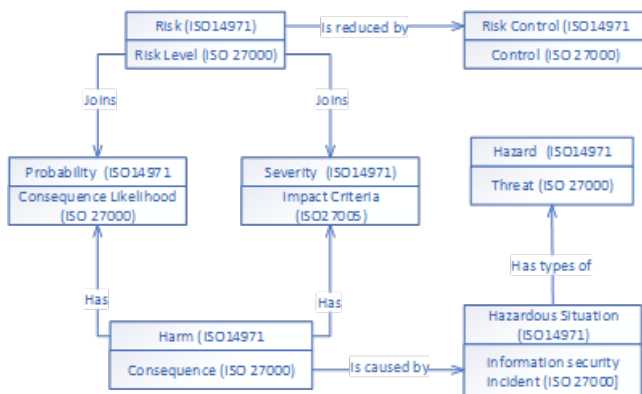 Risk (ISO14971)
Risk Level (ISO 27000)
Is reduced by
Risk Control (ISO14971
Control (ISO 27000)
Joins
Joins
Probability (ISO14971
Consequence Likelihood
(ISO 27000)
Severity (ISO14971)
Impact Criteria
(ISO27005)
Hazard (ISO14971
Threat (ISO 27000)
Has types of
Has
Has
Harm (ISO14971
Consequence (ISO 27000)
Is caused by
Hazardous Situation
(ISO14971)
Information security
Incident (ISO 27000]